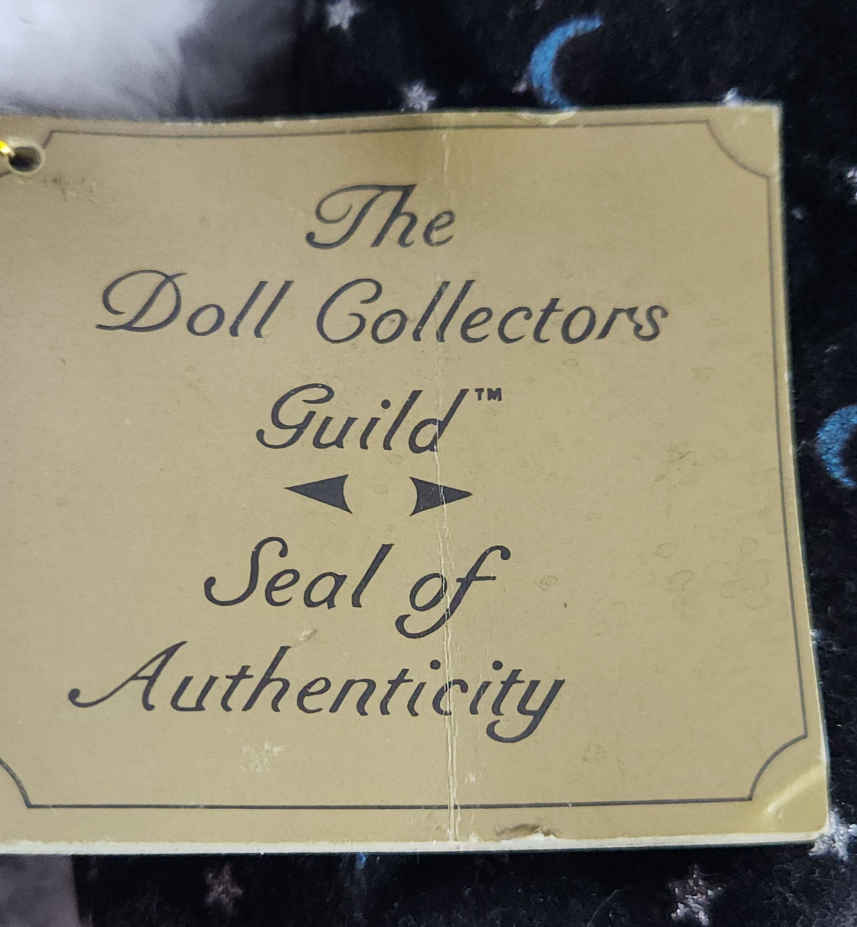 The
Doll Collectors
Guild™
Seal of
Authenticity